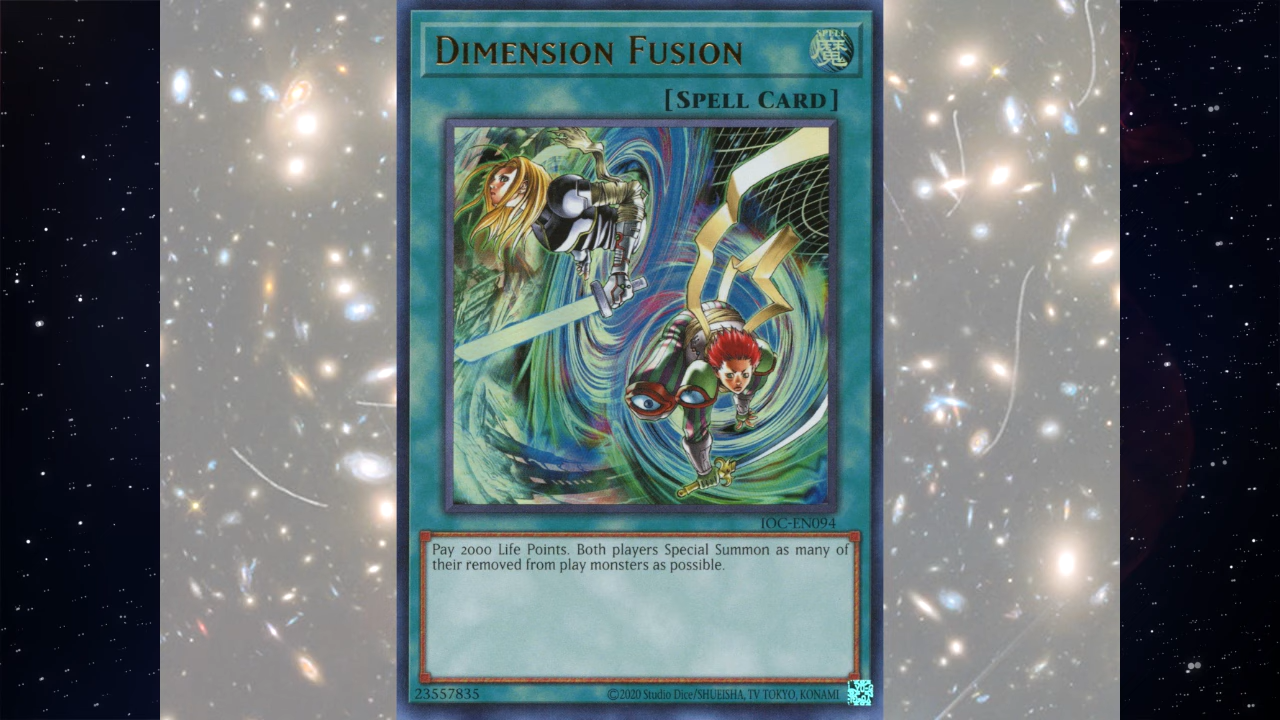 Dimension Fusion
SPELL
魔
[Spell Card]
IOC-EN094
Pay 2000 Life Points. Both players Special Summon as many of
their removed from play monsters as possible.
23557835
©2020 Studio Dice/SHUEISHA, TV TOKYO, KONAMI